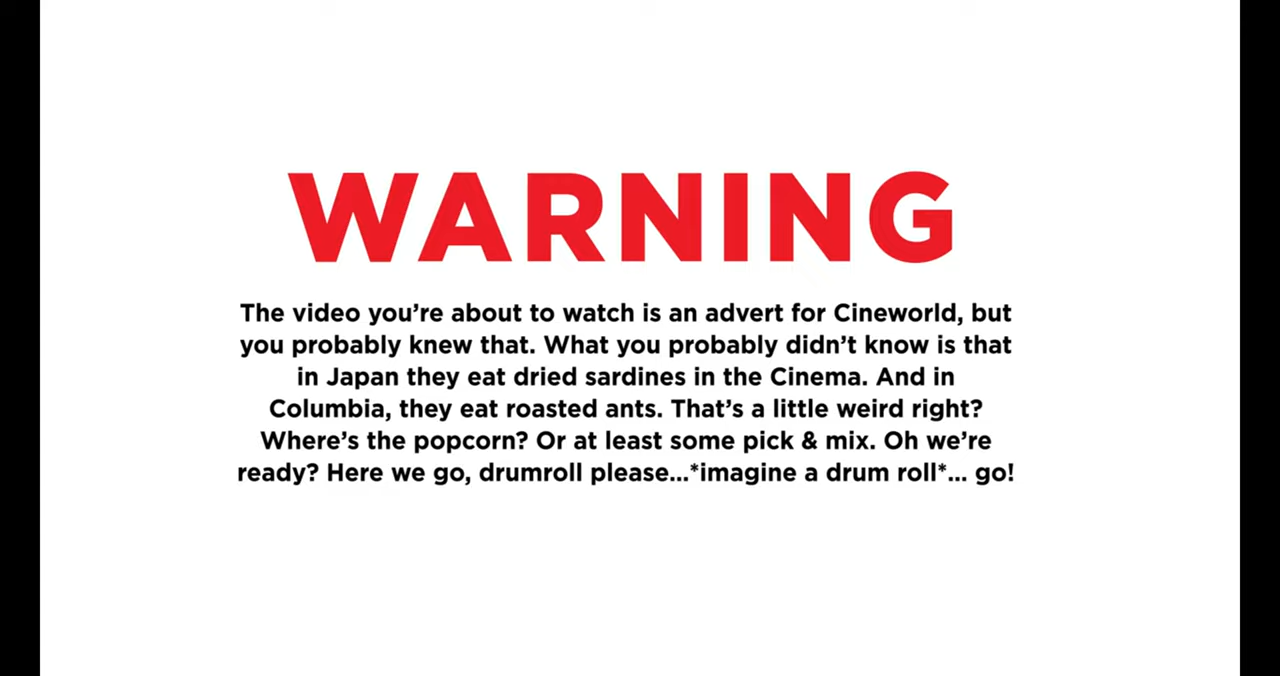 WARNING
The video you're about to watch is an advert for Cineworld, but
you probably knew that. What you probably didn't know is that
in Japan they eat dried sardines in the Cinema. And in
Columbia, they eat roasted ants. That's a little weird right?
Where's the popcorn? Or at least some pick & mix. Oh we're
ready? Here we go, drumroll please...*imagine a drum roll*... go!